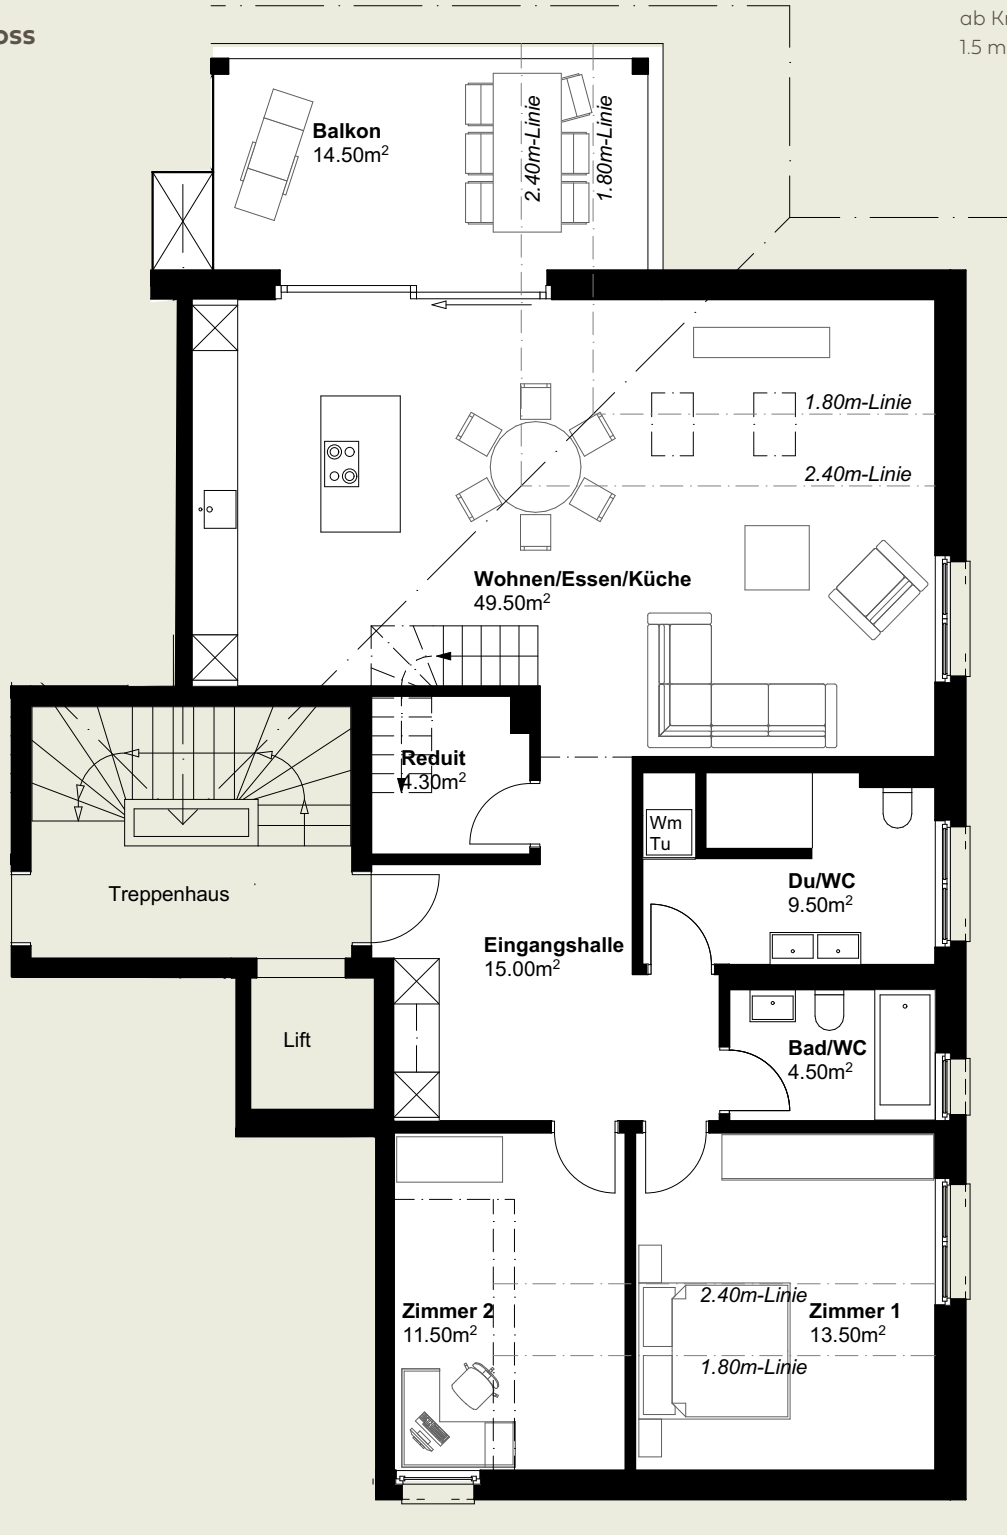 ab
1.5 m
Balkon
14.50m²
2.40m-Linie
1.80m-Linie
1.80m-Linie
2.40m-Linie
Wohnen/Essen/Küche
49.50m²
Reduit
4.30m²
Wm
Tu
Du/WC
9.50m²
Treppenhaus
Eingangshalle
15.00m²
Lift
Bad/WC
4.50m²
2.40m-Linie
Zimmer 2
11.50m²
Zimmer 1
13.50m²
1.80m-Linie